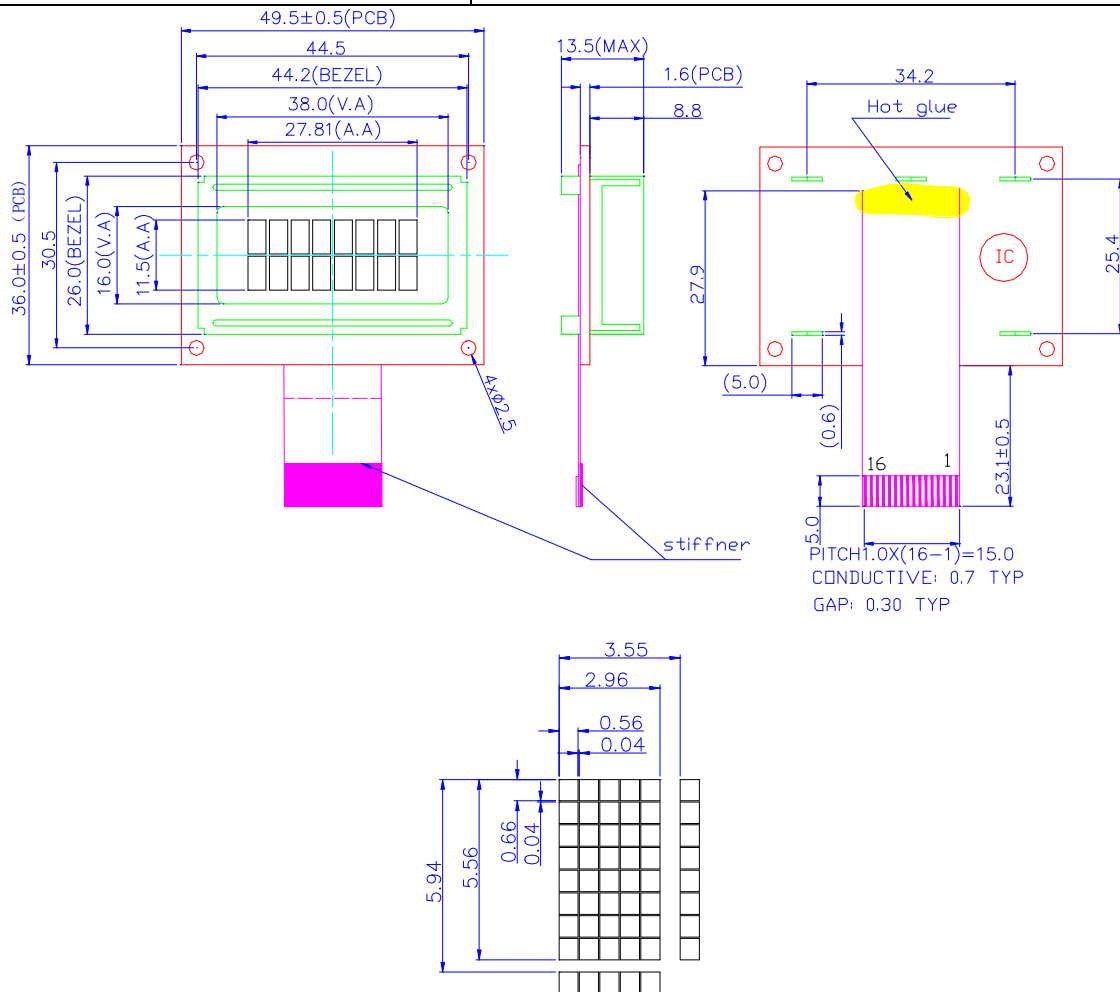 49.5±0.5(PCB)
44.5
44.2(BEZEL)
38.0(V.A)
27.81(A.A)
36.0±0.5 (PCB)
30.5
26.0(BEZEL)
16.0(V.A)
11.5(A.A)
4xø2.5
13.5(MAX)
1.6(PCB)
8.8
stiffner
34.2
Hot glue
IC
25.4
27.9
(5.0)
(0.6)
23.1±0.5
16 1
5.0
PITCH1.0X(16-1)=15.0
CONDUCTIVE: 0.7 TYP
GAP: 0.30 TYP
3.55
2.96
0.56
0.04
0.66
0.04
5.56
5.94